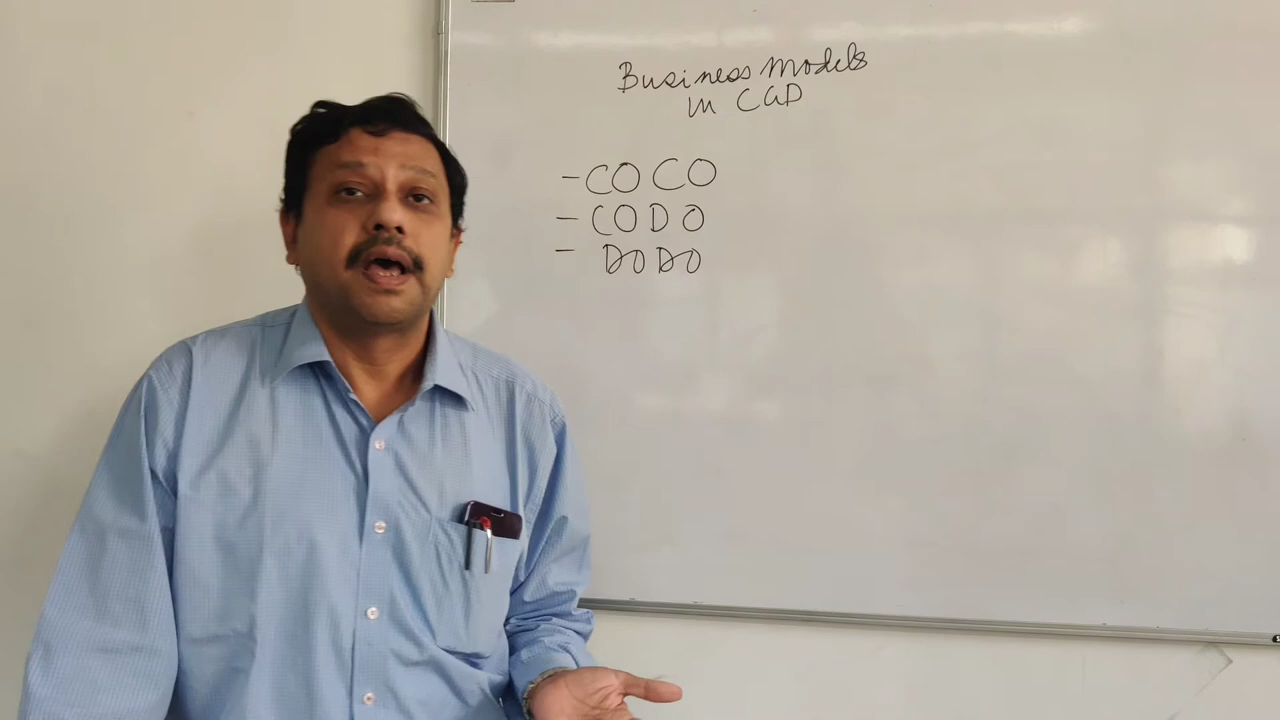 Business Models
in CGD
- COCO
- CODO
- DODO